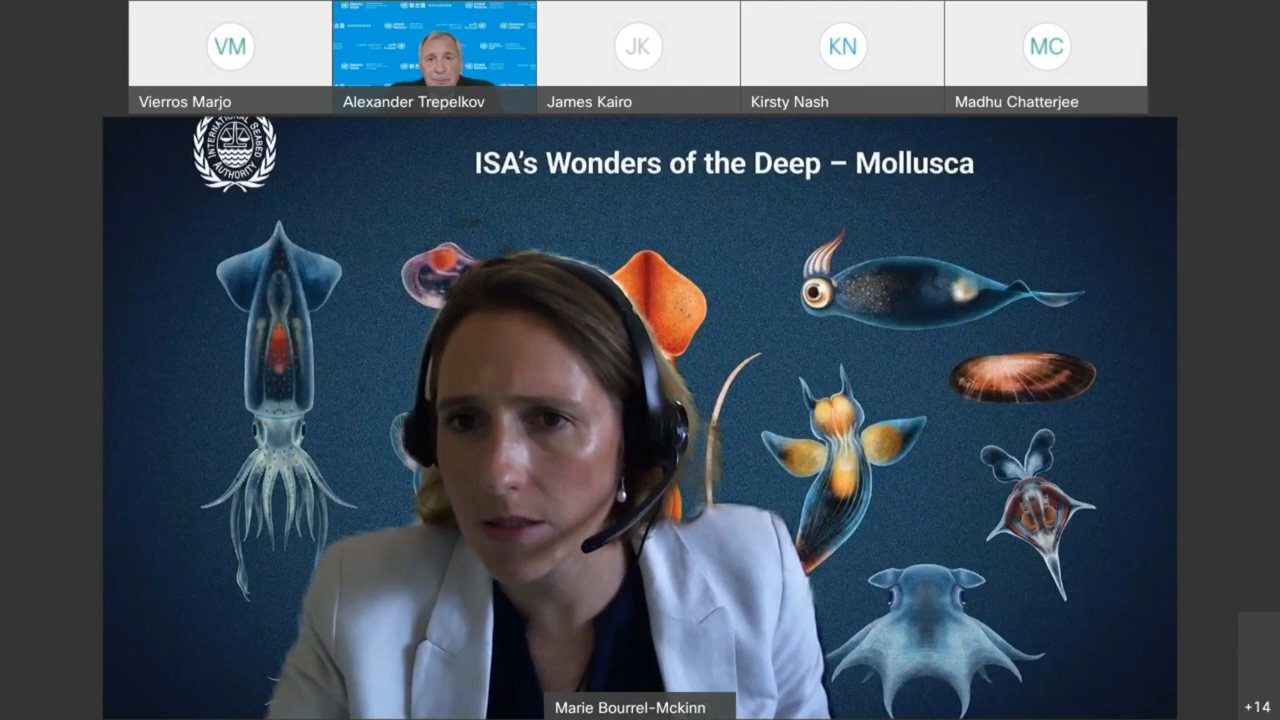 VM
Vierros Marjo
Alexander Trepelkov
JK
James Kairo
KN
Kirsty Nash
MC
Madhu Chatterjee
INTERNATIONAL SEABED
AUTHORITY
ISA's Wonders of the Deep – Mollusca
Marie Bourrel-Mckinn
+14